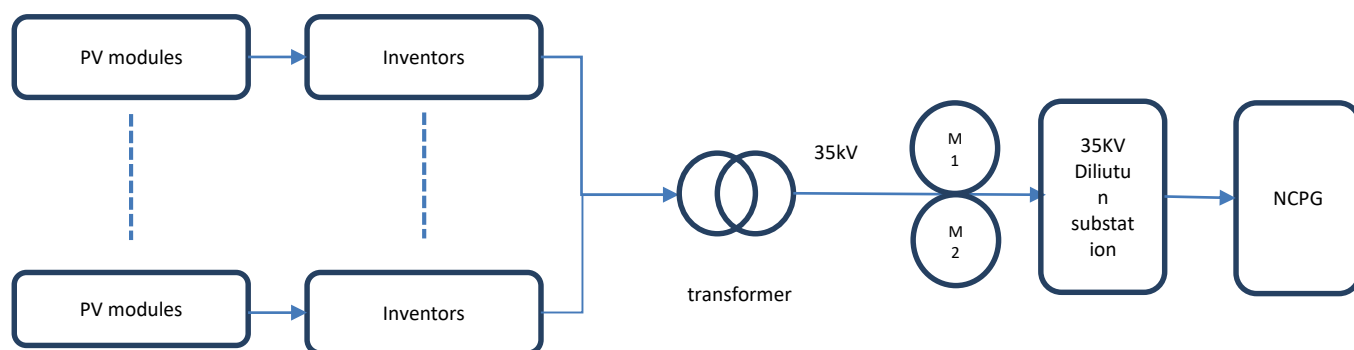 PV modules
Inventors
35kV
M
1
35KV
Diliutu
n
substat
ion
NCPG
M
2
transformer
PV modules
Inventors